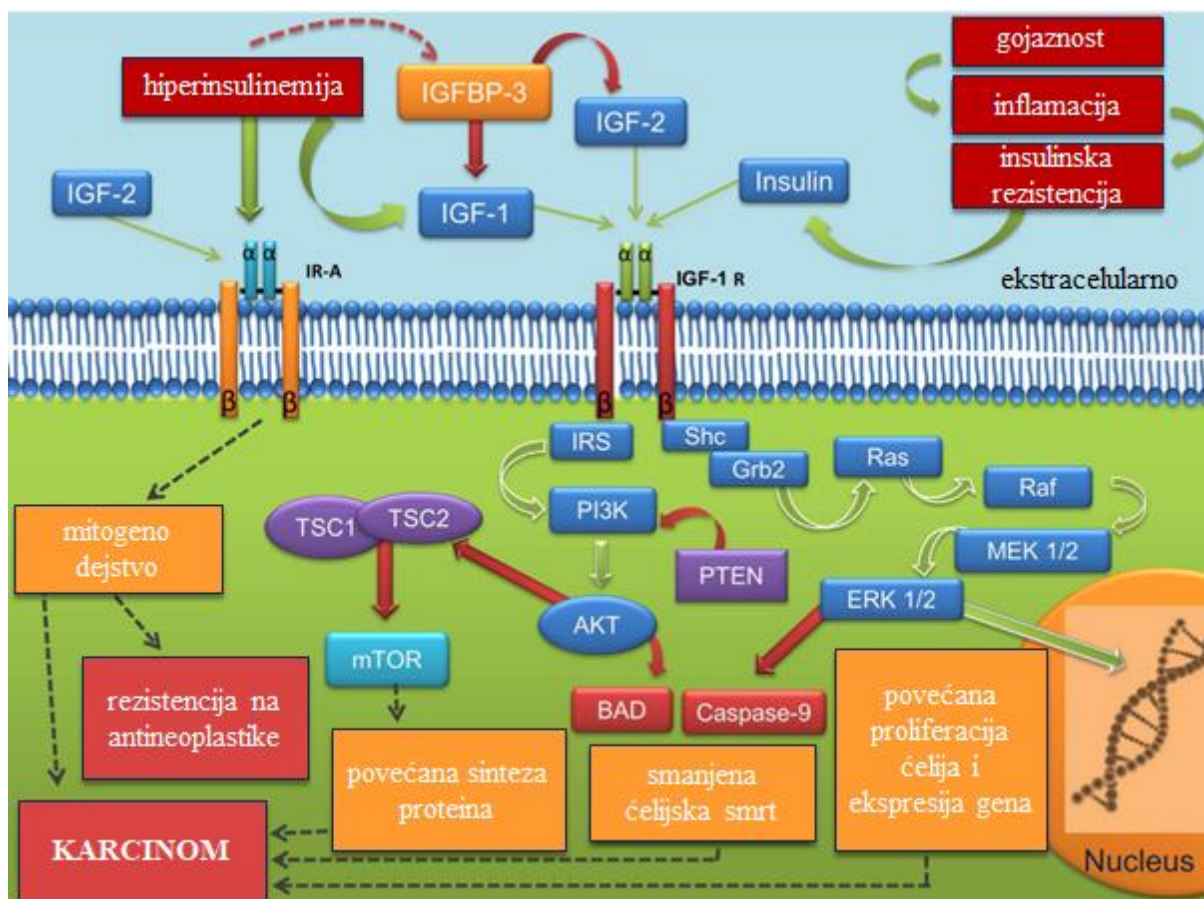 hiperinsulinemija
IGFBP-3
IGF-2
gojaznost
inflamacija
insulinska
rezistencija
IGF-2
IGF-1
Insulin
α α
IR-A
α α
IGF-1 R
ekstracelularno
β β
β β
IRS
Shc
Grb2
Ras
Raf
PI3K
MEK 1/2
TSC1
TSC2
PTEN
ERK 1/2
AKT
mitogeno
dejstvo
mTOR
BAD
Caspase-9
rezistencija na
antineoplastike
povećana sinteza
proteina
smanjena
ćelijska smrt
povećana
proliferacija
ćelija i
ekspresija gena
KARCINOM
Nucleus